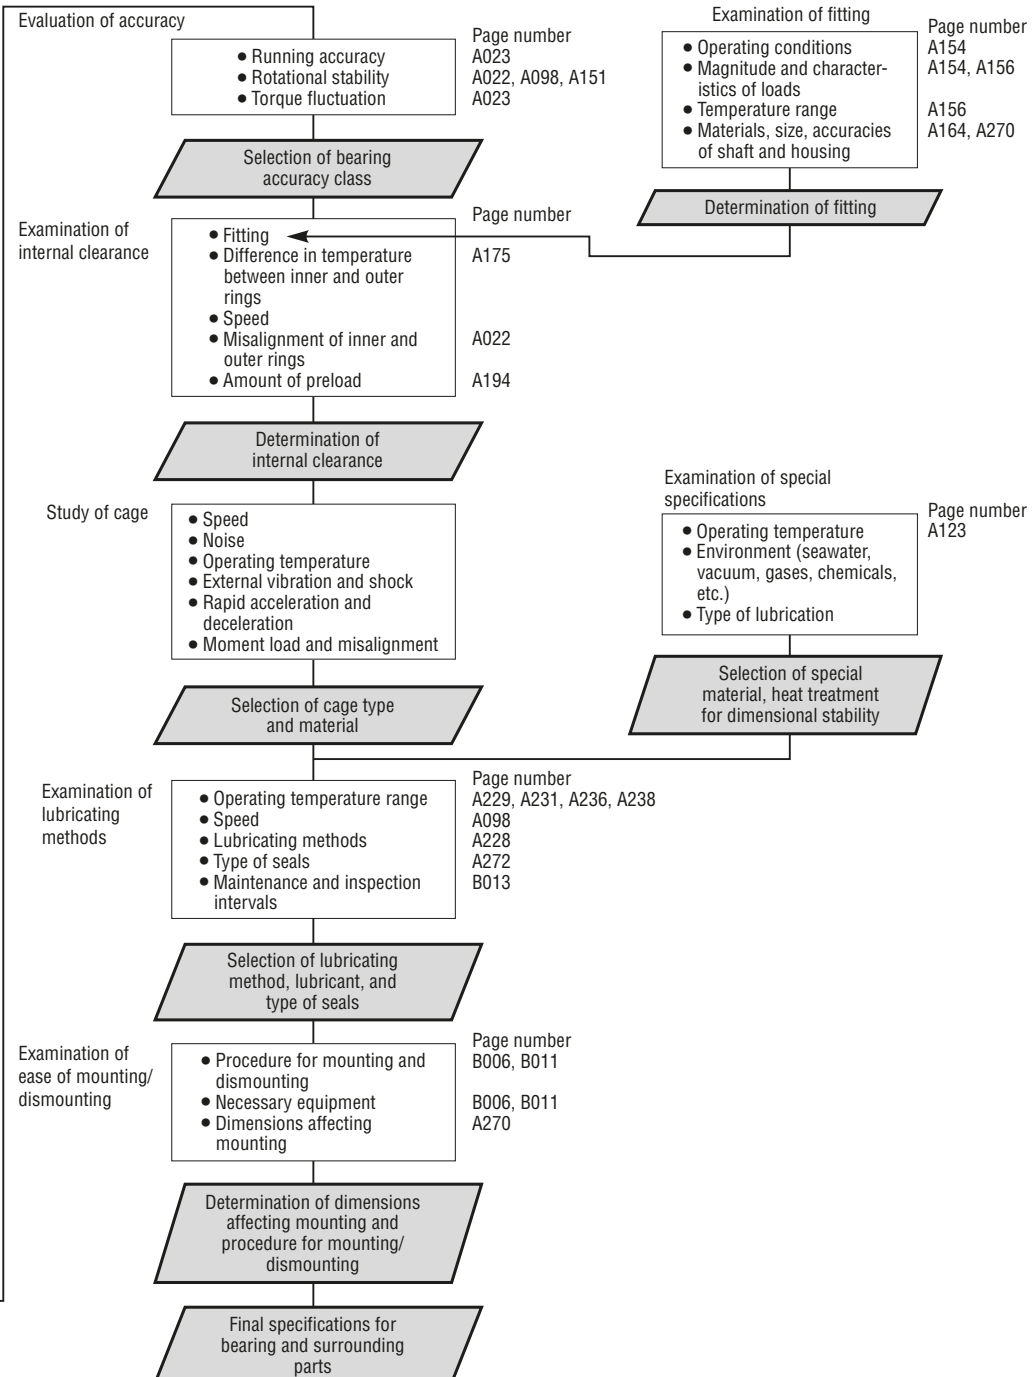 Evaluation of accuracy
Page number
• Running accuracy A023
• Rotational stability A022, A098, A151
• Torque fluctuation A023
Selection of bearing
accuracy class
Examination of fitting
Page number
• Operating conditions A154
• Magnitude and character- A154, A156
istics of loads
• Temperature range A156
• Materials, size, accuracies A164, A270
of shaft and housing
Determination of fitting
Examination of
internal clearance
Page number
• Fitting
• Difference in temperature A175
between inner and outer
rings
• Speed
• Misalignment of inner and A022
outer rings
• Amount of preload A194
Determination of
internal clearance
Study of cage
• Speed
• Noise
• Operating temperature
• External vibration and shock
• Rapid acceleration and
deceleration
• Moment load and misalignment
Selection of cage type
and material
Examination of special
specifications
Page number
• Operating temperature A123
• Environment (seawater,
vacuum, gases, chemicals,
etc.)
• Type of lubrication
Selection of special
material, heat treatment
for dimensional stability
Examination of
lubricating
methods
Page number
• Operating temperature range A229, A231, A236, A238
• Speed A098
• Lubricating methods A228
• Type of seals A272
• Maintenance and inspection B013
intervals
Selection of lubricating
method, lubricant, and
type of seals
Examination of
ease of mounting/
dismounting
Page number
• Procedure for mounting and B006, B011
dismounting
• Necessary equipment B006, B011
• Dimensions affecting A270
mounting
Determination of dimensions
affecting mounting and
procedure for mounting/
dismounting
Final specifications for
bearing and surrounding
parts